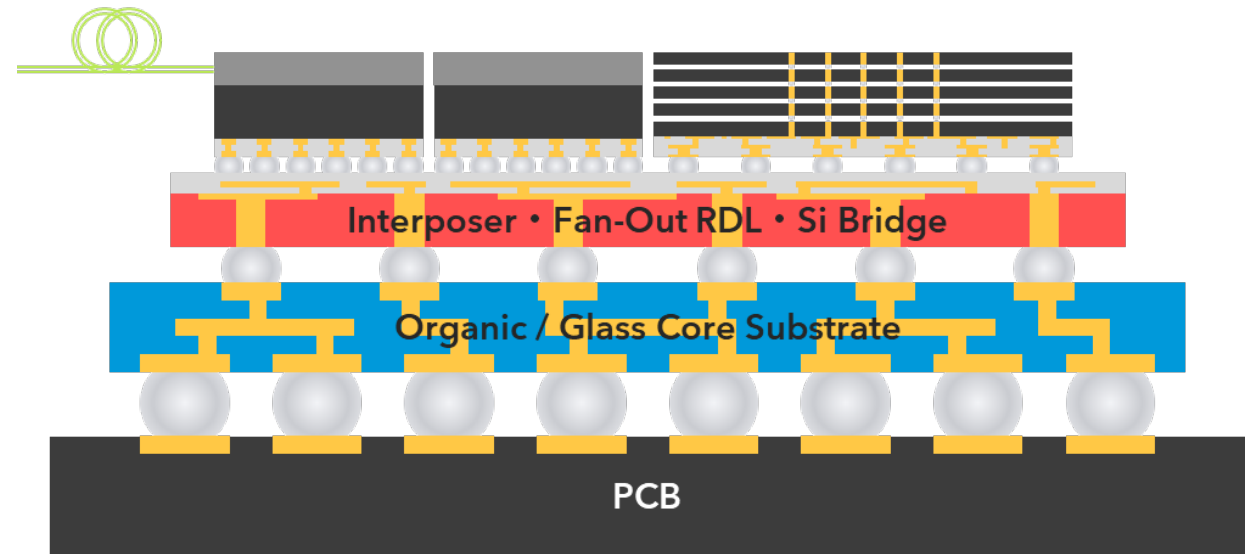 Interposer・Fan-Out RDL・Si Bridge
Organic / Glass Core Substrate
PCB